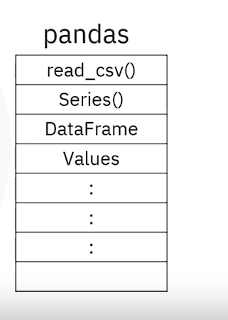 pandas
read_csv()
Series()
DataFrame
Values
:
:
: